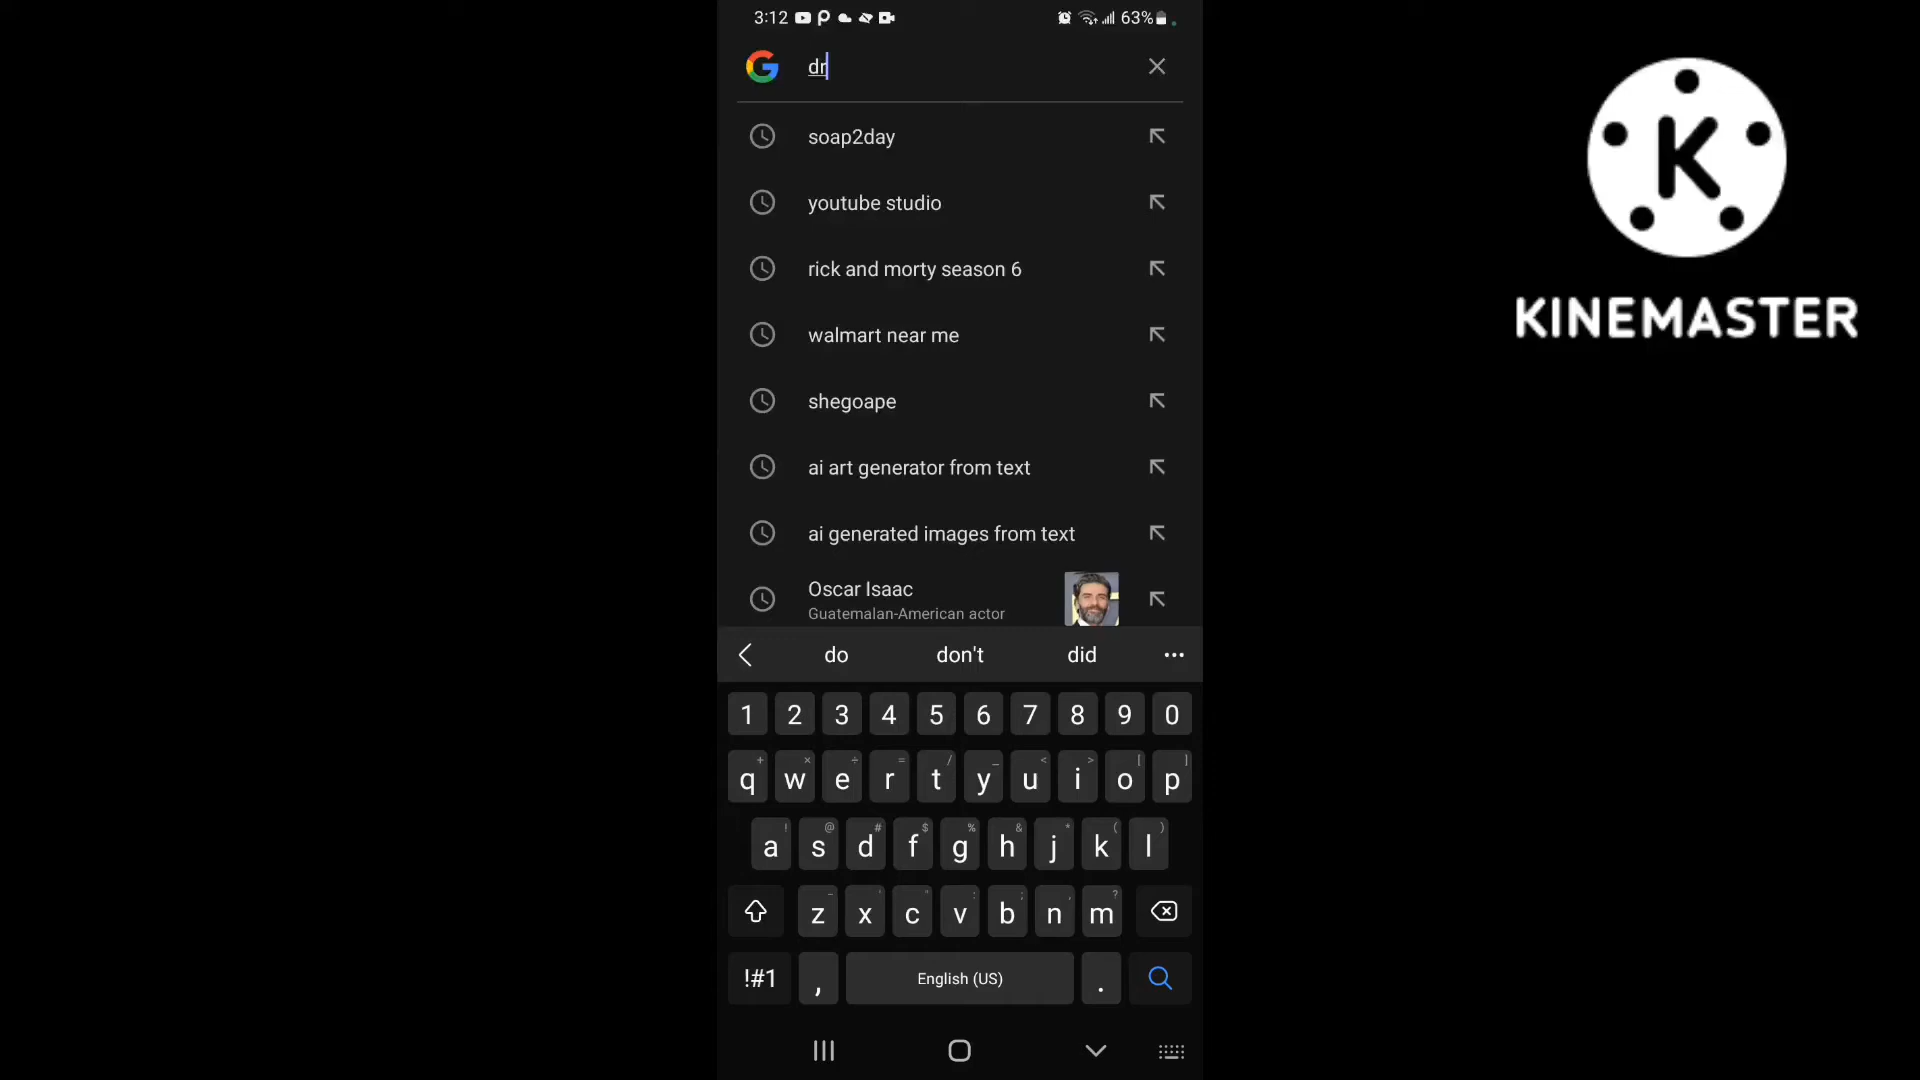 3:12 63%
dr
soap2day
youtube studio
rick and morty season 6
walmart near me
shegoape
ai art generator from text
ai generated images from text
Oscar Isaac
Guatemalan-American actor
do don't did
1 2 3 4 5 6 7 8 9 0
+ × ÷ = / _ < > [ ]
q w e r t y u i o p
! @ # $ % & * ( )
a s d f g h j k l
- ' " : ; , ?
z x c v b n m
!#1 , English (US) .
K
KINEMASTER